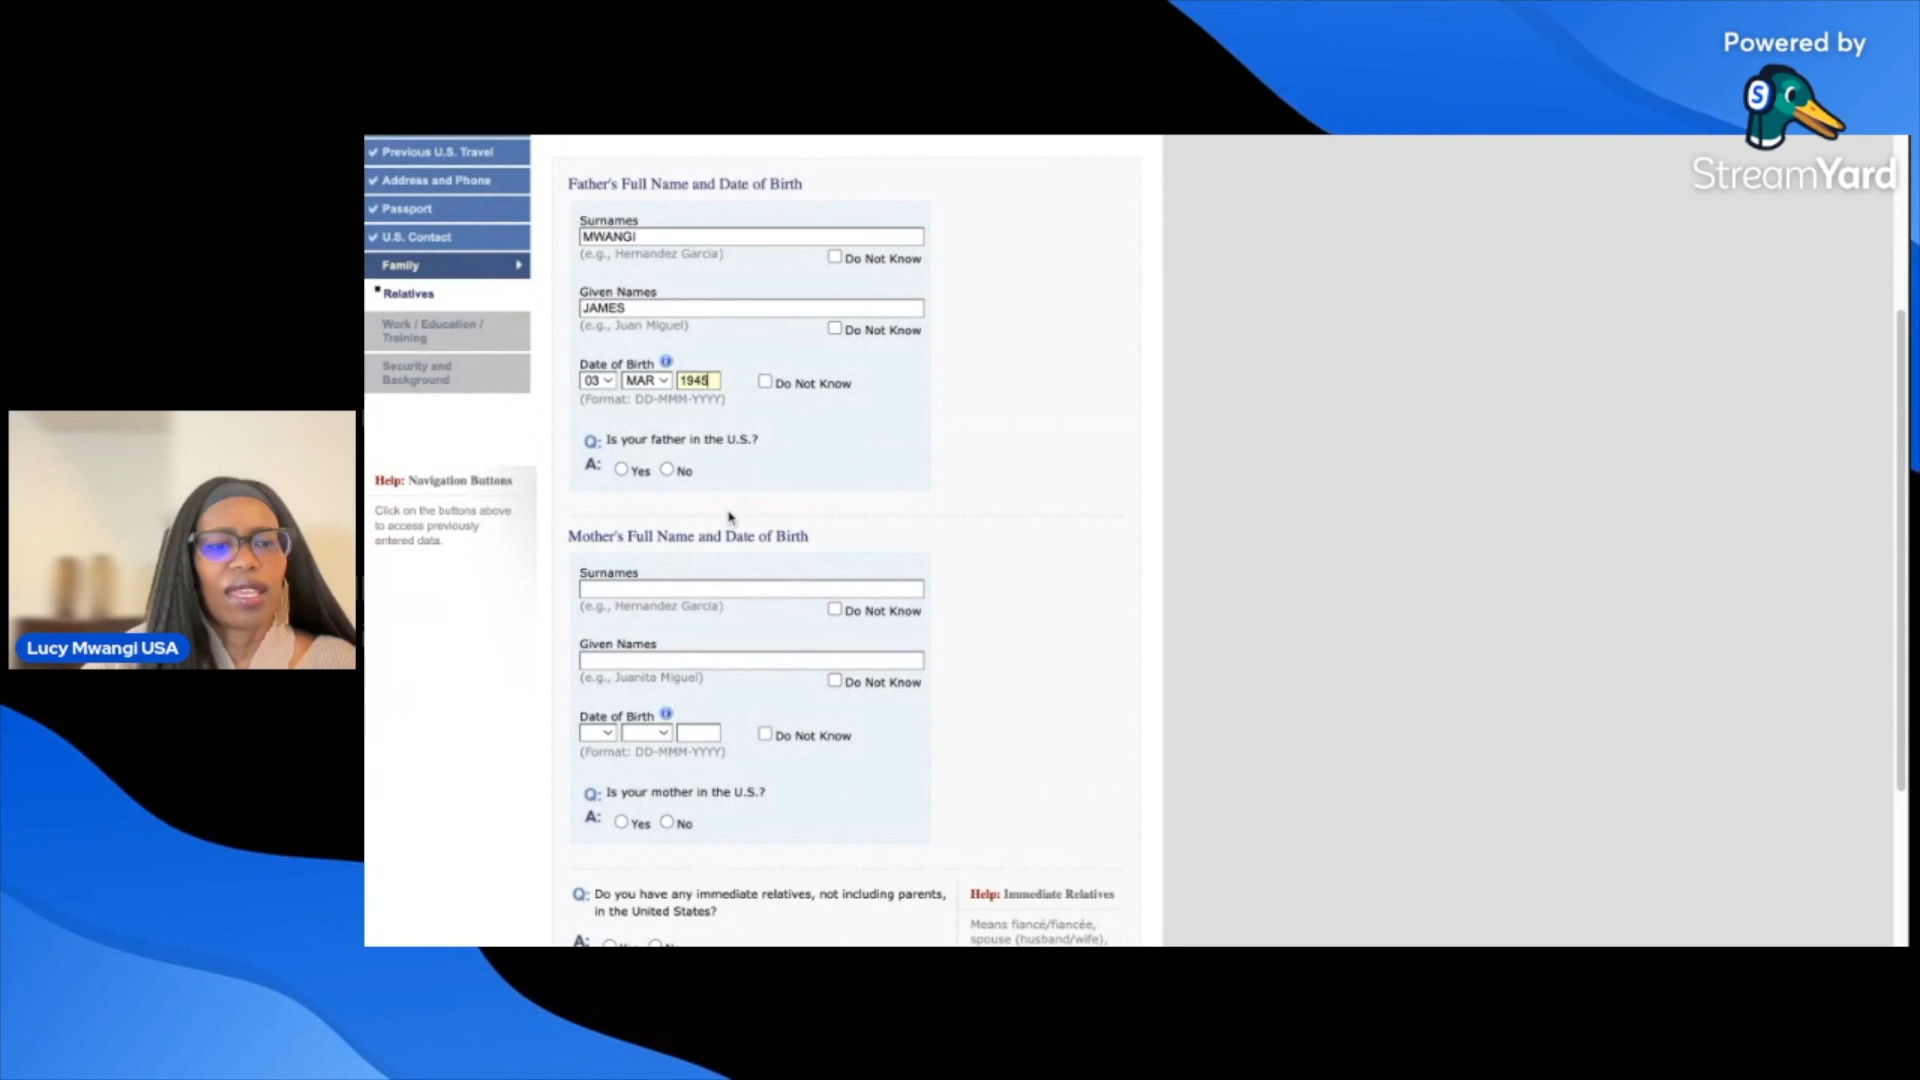 Powered by
StreamYard
Previous U.S. Travel
Address and Phone
Passport
U.S. Contact
Family
Relatives
Work / Education /
Training
Security and
Background
Help: Navigation Buttons
Click on the buttons above
to access previously
entered data.
Father's Full Name and Date of Birth
Surnames
MWANGI
(e.g., Hernandez Garcia)
Do Not Know
Given Names
JAMES
(e.g., Juan Miguel)
Do Not Know
Date of Birth
03 MAR 1945
Do Not Know
(Format: DD-MMM-YYYY)
Q: Is your father in the U.S.?
A: Yes No
Mother's Full Name and Date of Birth
Surnames
(e.g., Hernandez Garcia)
Do Not Know
Given Names
(e.g., Juanita Miguel)
Do Not Know
Date of Birth
Do Not Know
(Format: DD-MMM-YYYY)
Q: Is your mother in the U.S.?
A: Yes No
Q: Do you have any immediate relatives, not including parents,
in the United States?
A: Yes No
Help: Immediate Relatives
Means fiancé/fiancée,
spouse (husband/wife),
Lucy Mwangi USA